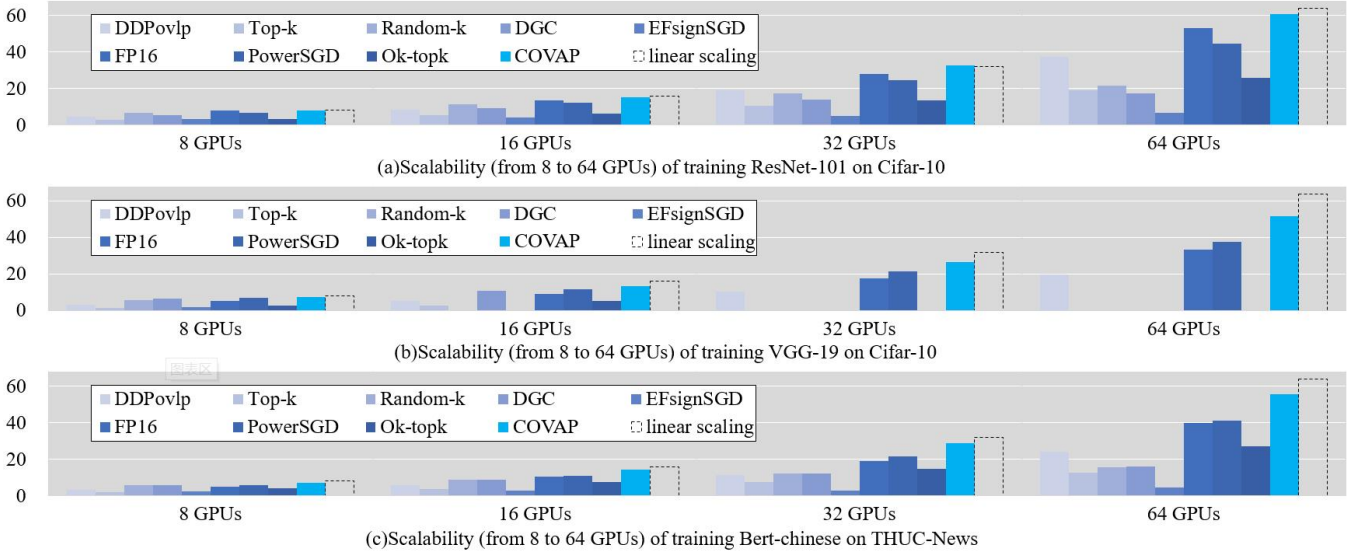 60
40
20
0
DDPovlp Top-k Random-k DGC EFsignSGD
FP16 PowerSGD Ok-topk COVAP linear scaling
8 GPUs 16 GPUs 32 GPUs 64 GPUs
(a)Scalability (from 8 to 64 GPUs) of training ResNet-101 on Cifar-10
60
40
20
0
DDPovlp Top-k Random-k DGC EFsignSGD
FP16 PowerSGD Ok-topk COVAP linear scaling
8 GPUs 16 GPUs 32 GPUs 64 GPUs
(b)Scalability (from 8 to 64 GPUs) of training VGG-19 on Cifar-10
图表区
60
40
20
0
DDPovlp Top-k Random-k DGC EFsignSGD
FP16 PowerSGD Ok-topk COVAP linear scaling
8 GPUs 16 GPUs 32 GPUs 64 GPUs
(c)Scalability (from 8 to 64 GPUs) of training Bert-chinese on THUC-News